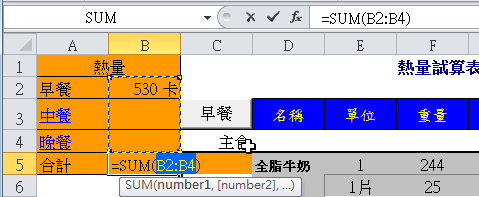 SUM =SUM(B2:B4)
A B C D E F
1 熱量 熱量試算表
2 早餐 530 卡
3 中餐 早餐 名稱 單位 重量
4 晚餐 主食
5 合計 =SUM(B2:B4) 全脂牛奶 1 244
SUM(number1, [number2], ...)
6 1片 25